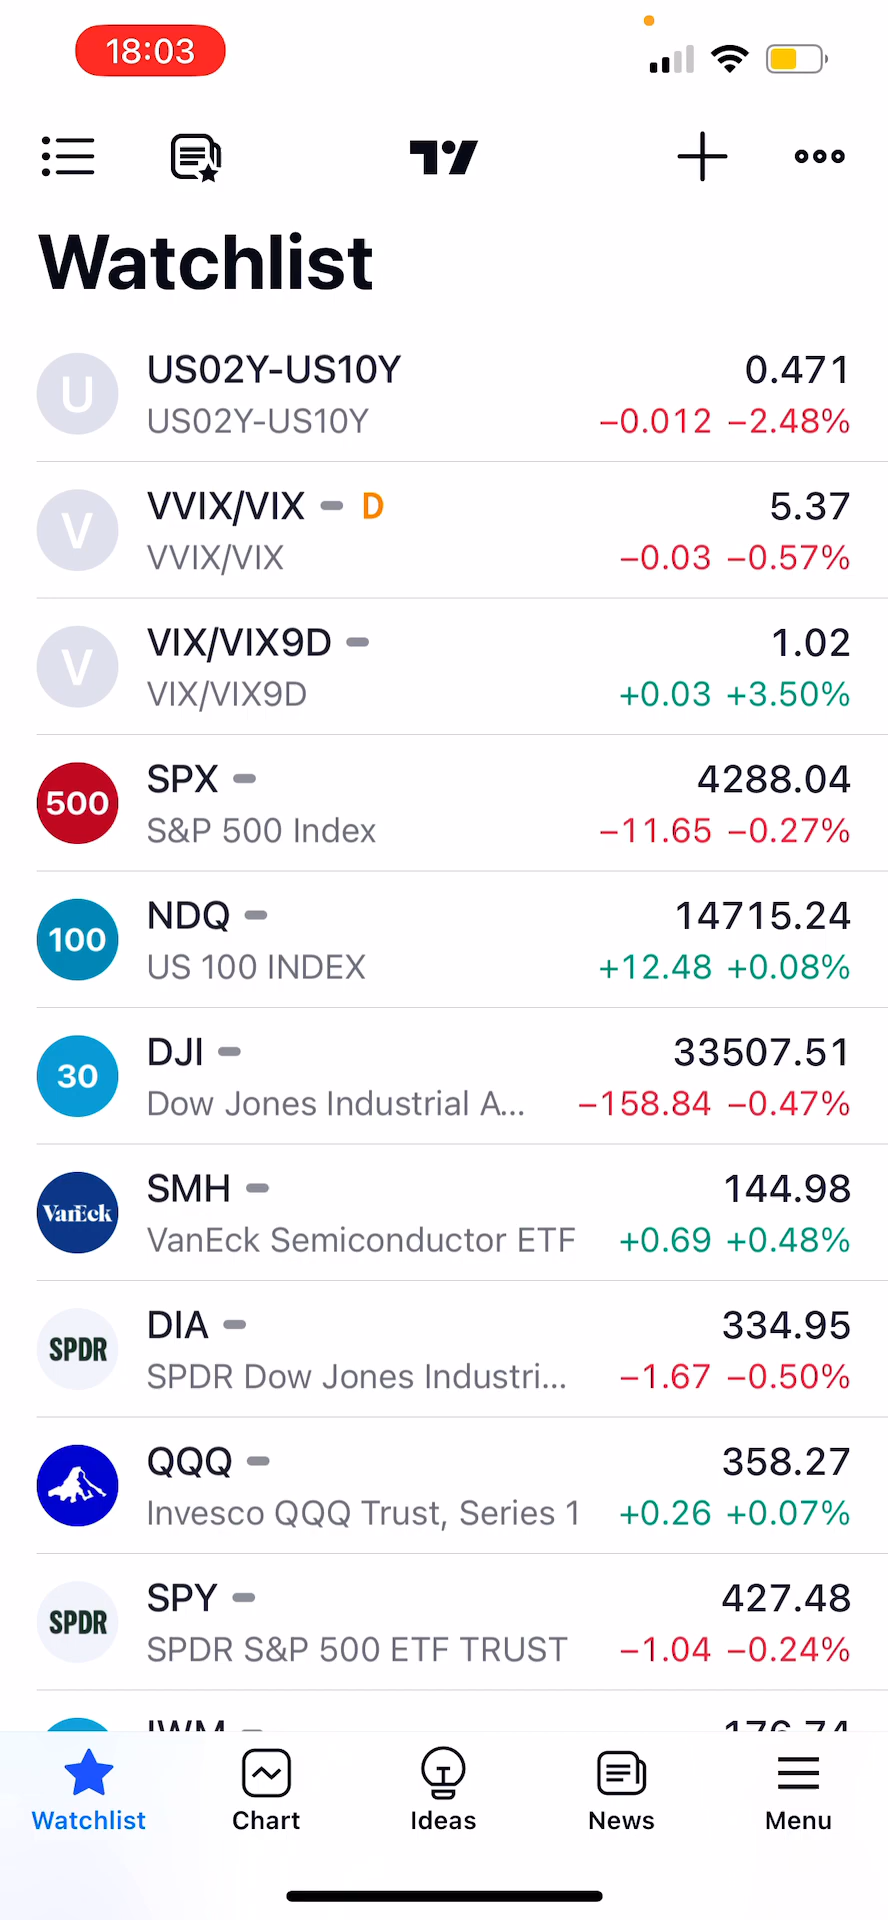 18:03
Watchlist
U US02Y-US10Y 0.471
US02Y-US10Y −0.012 −2.48%
V VVIX/VIX D 5.37
VVIX/VIX −0.03 −0.57%
V VIX/VIX9D 1.02
VIX/VIX9D +0.03 +3.50%
500 SPX 4288.04
S&P 500 Index −11.65 −0.27%
100 NDQ 14715.24
US 100 INDEX +12.48 +0.08%
30 DJI 33507.51
Dow Jones Industrial A... −158.84 −0.47%
VanEck SMH 144.98
VanEck Semiconductor ETF +0.69 +0.48%
SPDR DIA 334.95
SPDR Dow Jones Industri... −1.67 −0.50%
QQQ 358.27
Invesco QQQ Trust, Series 1 +0.26 +0.07%
SPDR SPY 427.48
SPDR S&P 500 ETF TRUST −1.04 −0.24%
IWM 176.74
Watchlist Chart Ideas News Menu